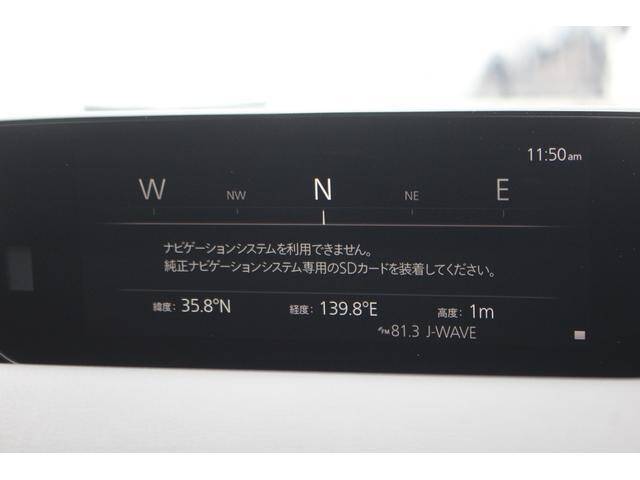 11:50am
W NW N NE E
ナビゲーションシステムを利用できません。
純正ナビゲーションシステム専用のSDカードを装着してください。
緯度: 35.8°N 経度: 139.8°E 高度: 1m
FM 81.3 J-WAVE